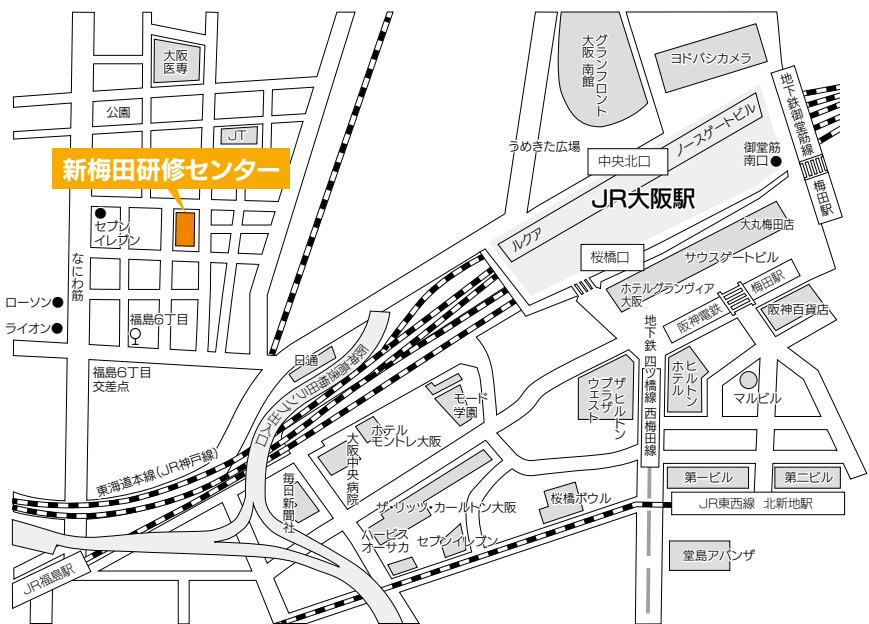 大阪
医専
公園
JT
新梅田研修センター
セブン
イレブン
なにわ筋
ローソン
ライオン
福島6丁目
福島6丁目
交差点
グランフロント
大阪 南館
ヨドバシカメラ
地下鉄御堂筋線
梅田駅
うめきた広場
中央北口
ノースゲートビル
御堂筋
南口
JR大阪駅
ルクア
桜橋口
大丸梅田店
サウスゲートビル
ホテルグランヴィア
大阪
阪神電鉄
梅田駅
阪神百貨店
地下鉄 四ツ橋線 西梅田線
ヒルトン
ホテル
マルビル
ザ・ヒルトン
プラザ
ウエスト
日通
阪神高速梅田ランプ出入口
モード
学園
ホテル
モントレ大阪
大阪中央病院
東海道本線(JR神戸線)
毎日新聞社
ザ・リッツ・カールトン大阪
ハービス
オーサカ
セブンイレブン
桜橋ボウル
第一ビル
第二ビル
JR東西線 北新地駅
堂島アバンザ
JR福島駅